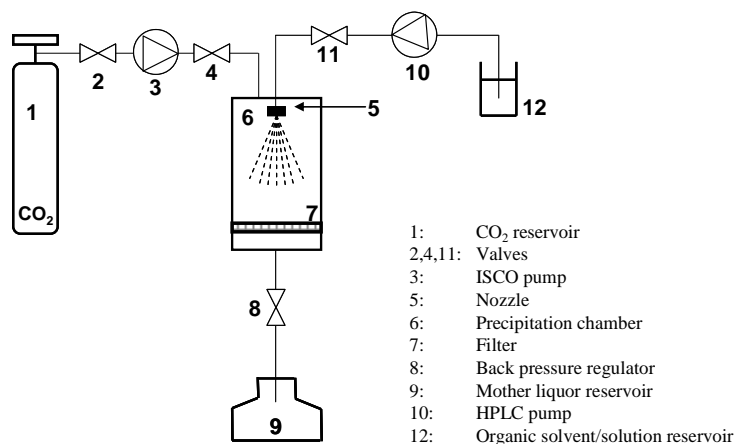 11
2
3
4
10
1
6
5
12
7
CO2
8
9
1: CO2 reservoir
2,4,11: Valves
3: ISCO pump
5: Nozzle
6: Precipitation chamber
7: Filter
8: Back pressure regulator
9: Mother liquor reservoir
10: HPLC pump
12: Organic solvent/solution reservoir